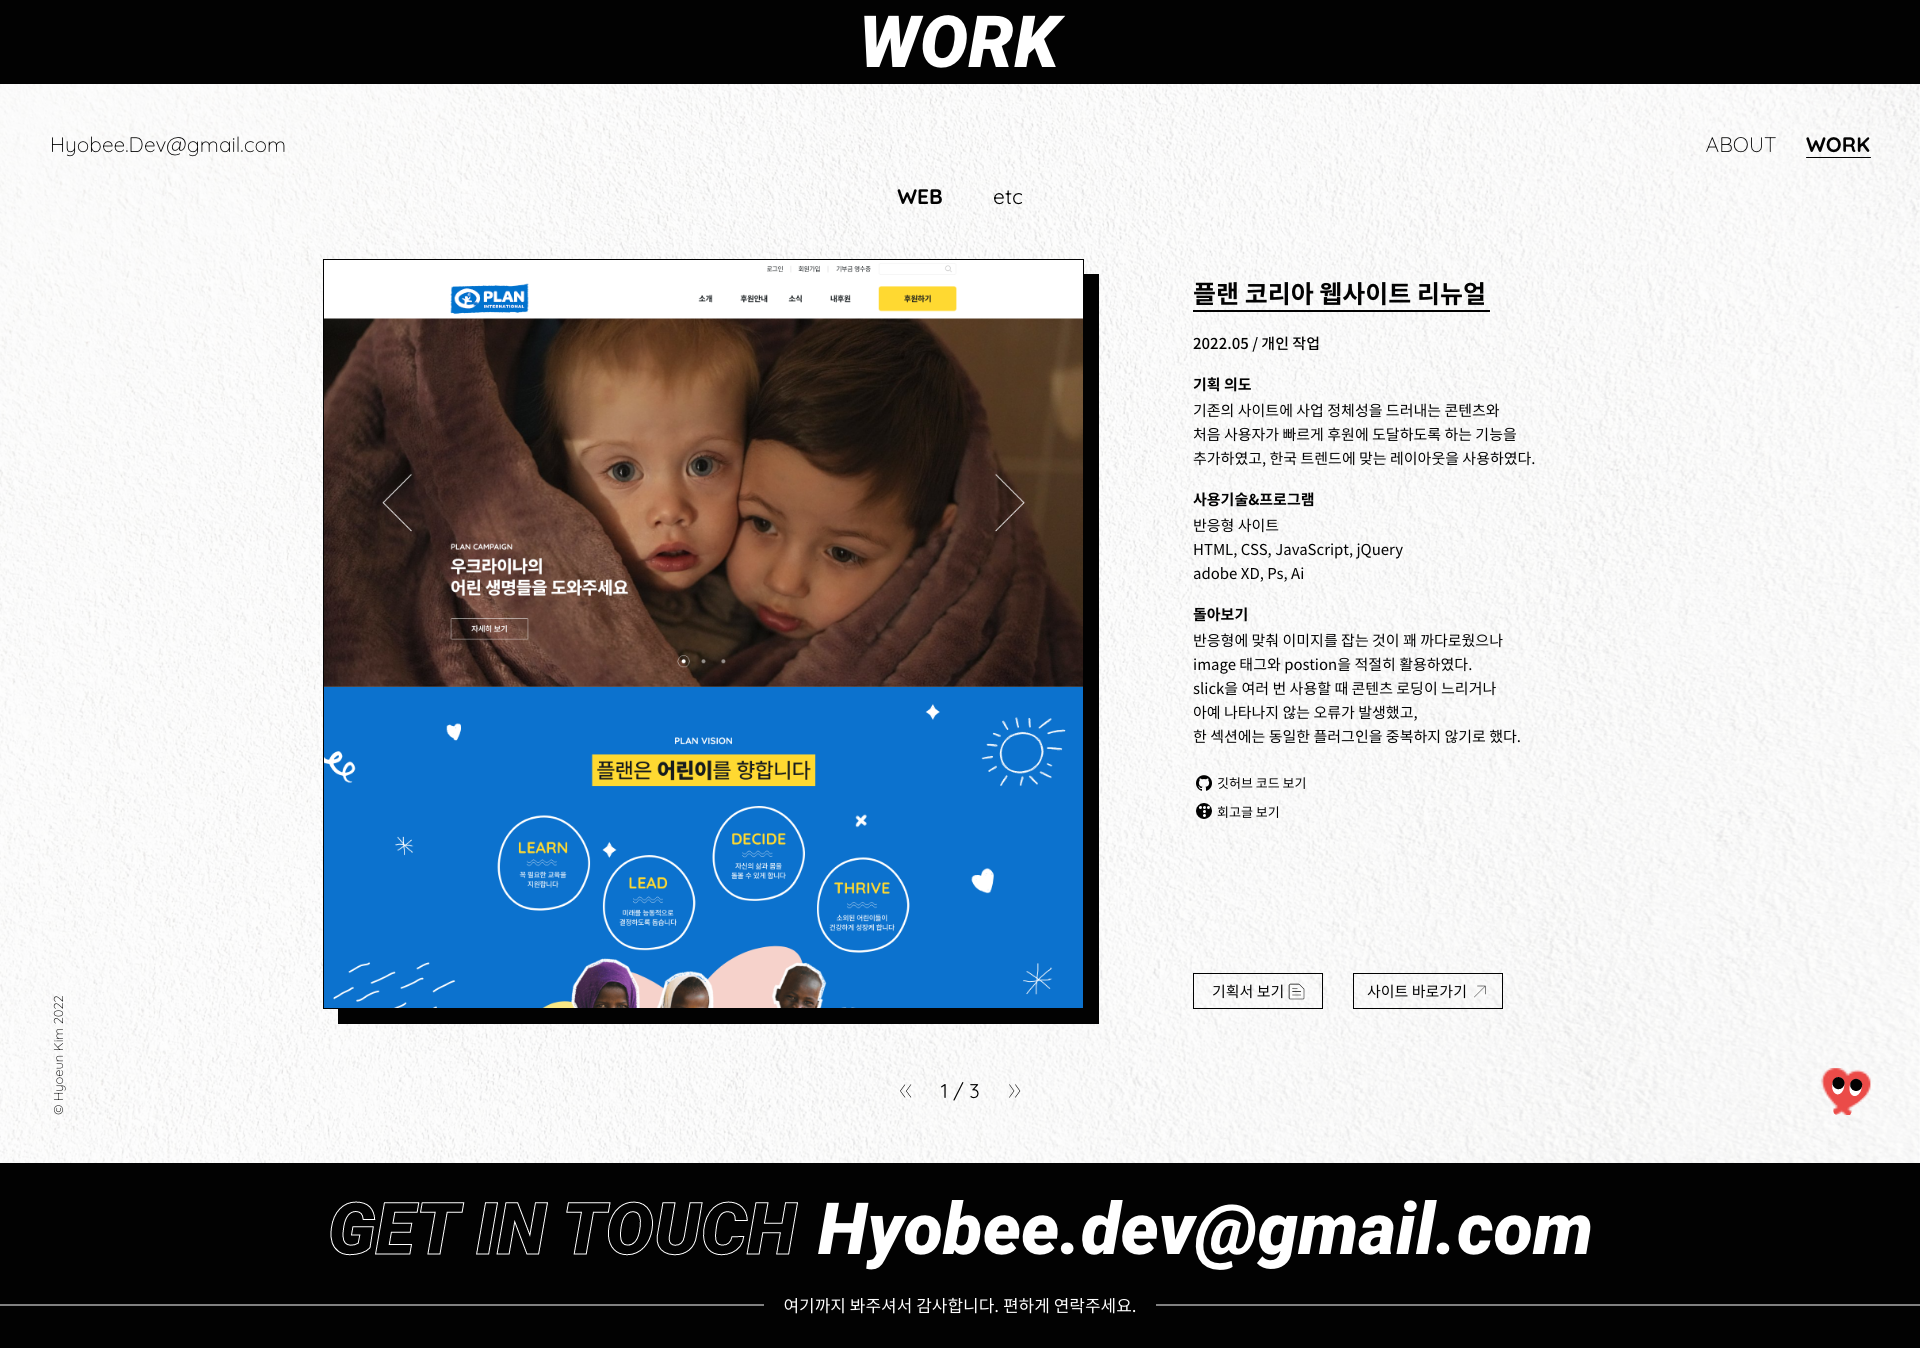 WORK
Hyobee.Dev@gmail.com
ABOUT
WORK
WEB
etc
로그인
회원가입
기부금 영수증
PLAN
INTERNATIONAL
소개
후원안내
소식
내후원
후원하기
PLAN CAMPAIGN
우크라이나의
어린 생명들을 도와주세요
자세히 보기
PLAN VISION
플랜은 어린이를 향합니다
LEARN
꼭 필요한 교육을
지원합니다
LEAD
미래를 능동적으로
결정하도록 돕습니다
DECIDE
자신의 삶과 몸을
돌볼 수 있게 합니다
THRIVE
소외된 어린이들이
건강하게 성장케 합니다
플랜 코리아 웹사이트 리뉴얼
2022.05 / 개인 작업
기획 의도
기존의 사이트에 사업 정체성을 드러내는 콘텐츠와
처음 사용자가 빠르게 후원에 도달하도록 하는 기능을
추가하였고, 한국 트렌드에 맞는 레이아웃을 사용하였다.
사용기술&프로그램
반응형 사이트
HTML, CSS, JavaScript, jQuery
adobe XD, Ps, Ai
돌아보기
반응형에 맞춰 이미지를 잡는 것이 꽤 까다로웠으나
image 태그와 postion을 적절히 활용하였다.
slick을 여러 번 사용할 때 콘텐츠 로딩이 느리거나
아예 나타나지 않는 오류가 발생했고,
한 섹션에는 동일한 플러그인을 중복하지 않기로 했다.
깃허브 코드 보기
회고글 보기
기획서 보기
사이트 바로가기
© Hyoeun Kim 2022
1 / 3
GET IN TOUCH Hyobee.dev@gmail.com
여기까지 봐주셔서 감사합니다. 편하게 연락주세요.